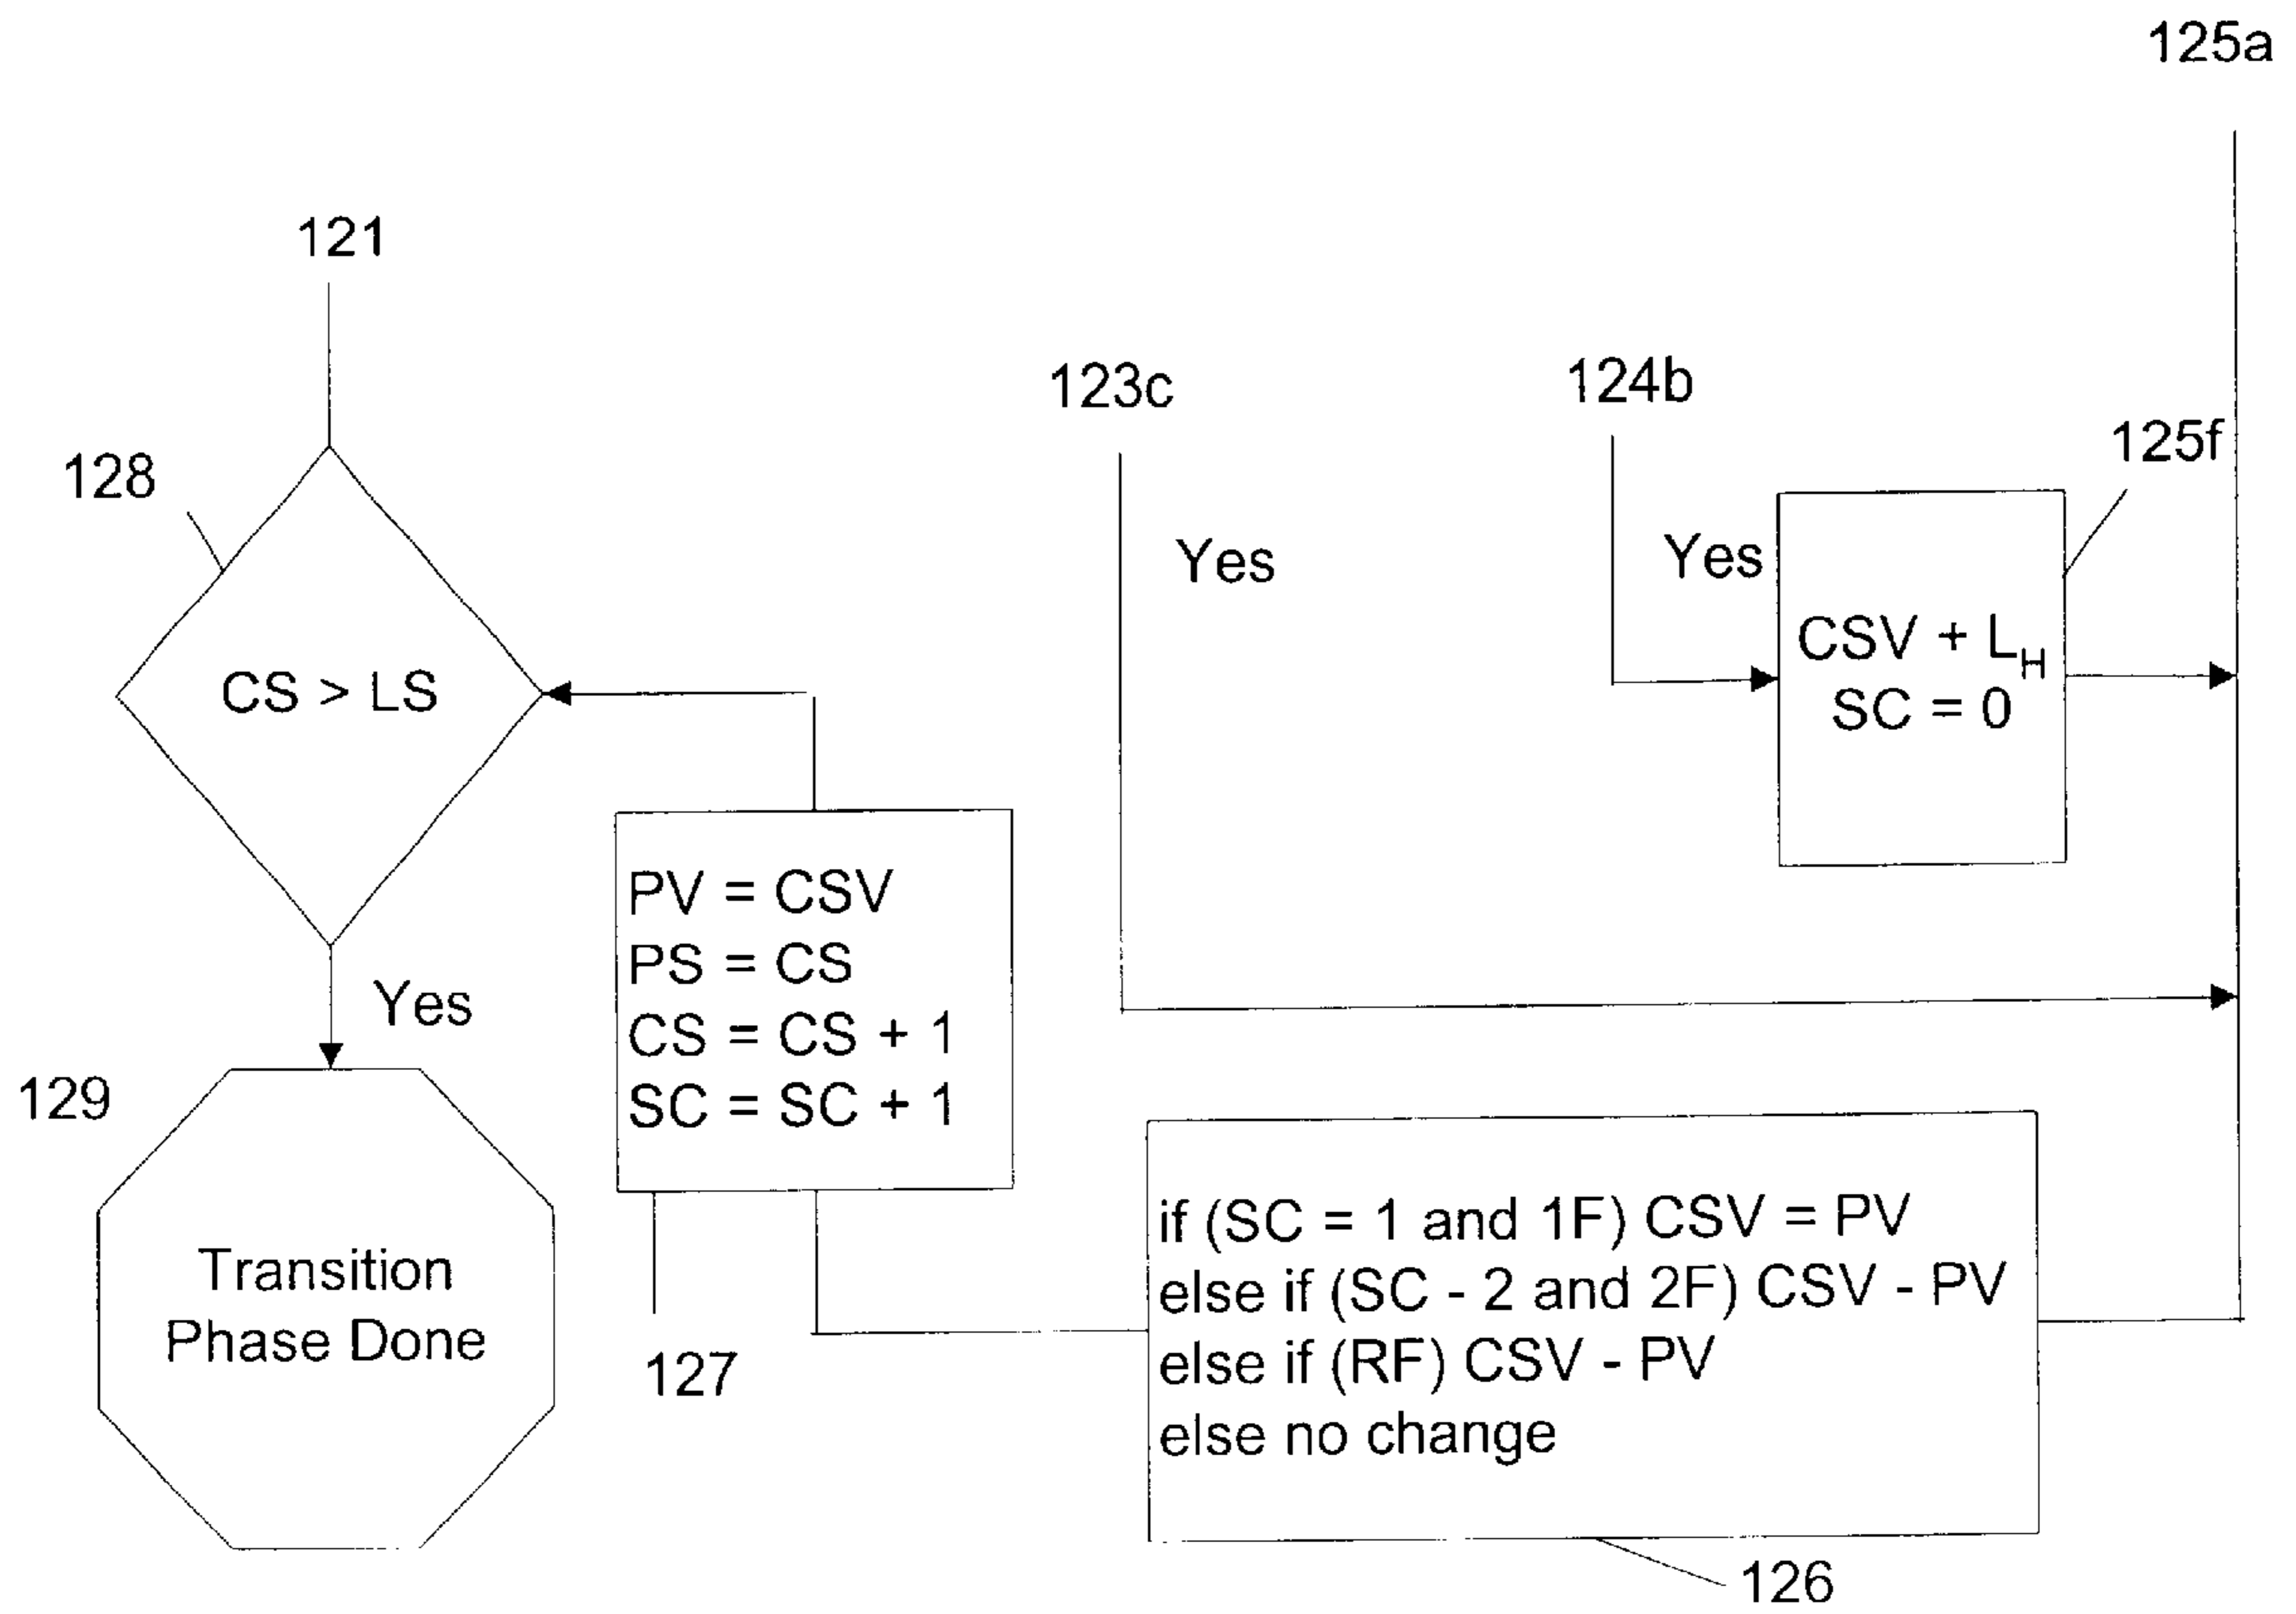 125a
121
123c
124b
125f
128
Yes
Yes
CSV + L_H
SC = 0
CS > LS
PV = CSV
PS = CS
CS = CS + 1
SC = SC + 1
Yes
129
Transition
Phase Done
127
if (SC = 1 and 1F) CSV = PV
else if (SC - 2 and 2F) CSV - PV
else if (RF) CSV - PV
else no change
126